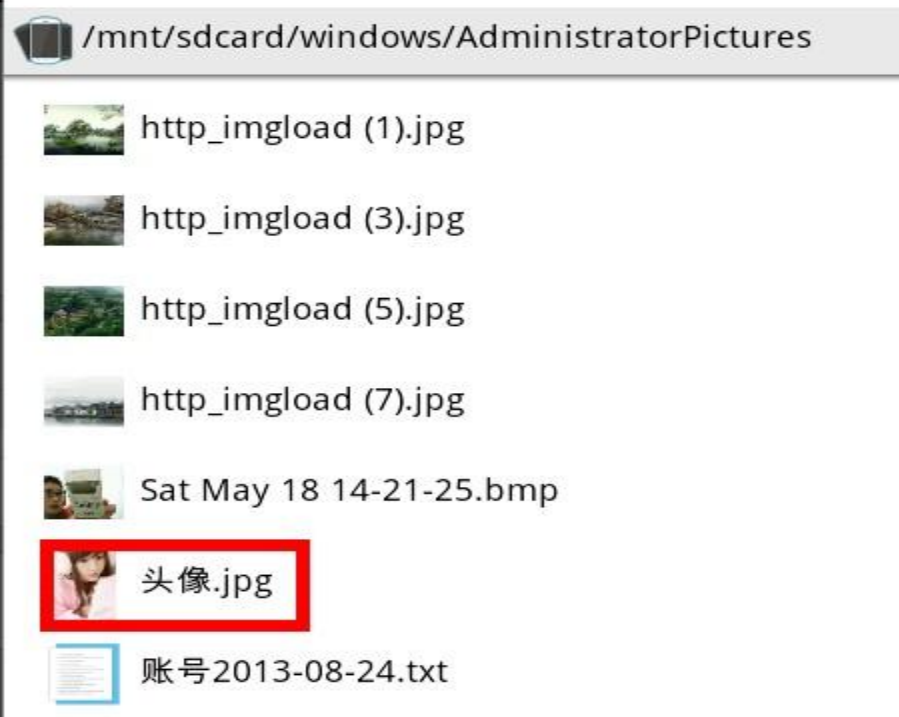 /mnt/sdcard/windows/AdministratorPictures
http_imgload (1).jpg
http_imgload (3).jpg
http_imgload (5).jpg
http_imgload (7).jpg
Sat May 18 14-21-25.bmp
头像.jpg
账号2013-08-24.txt